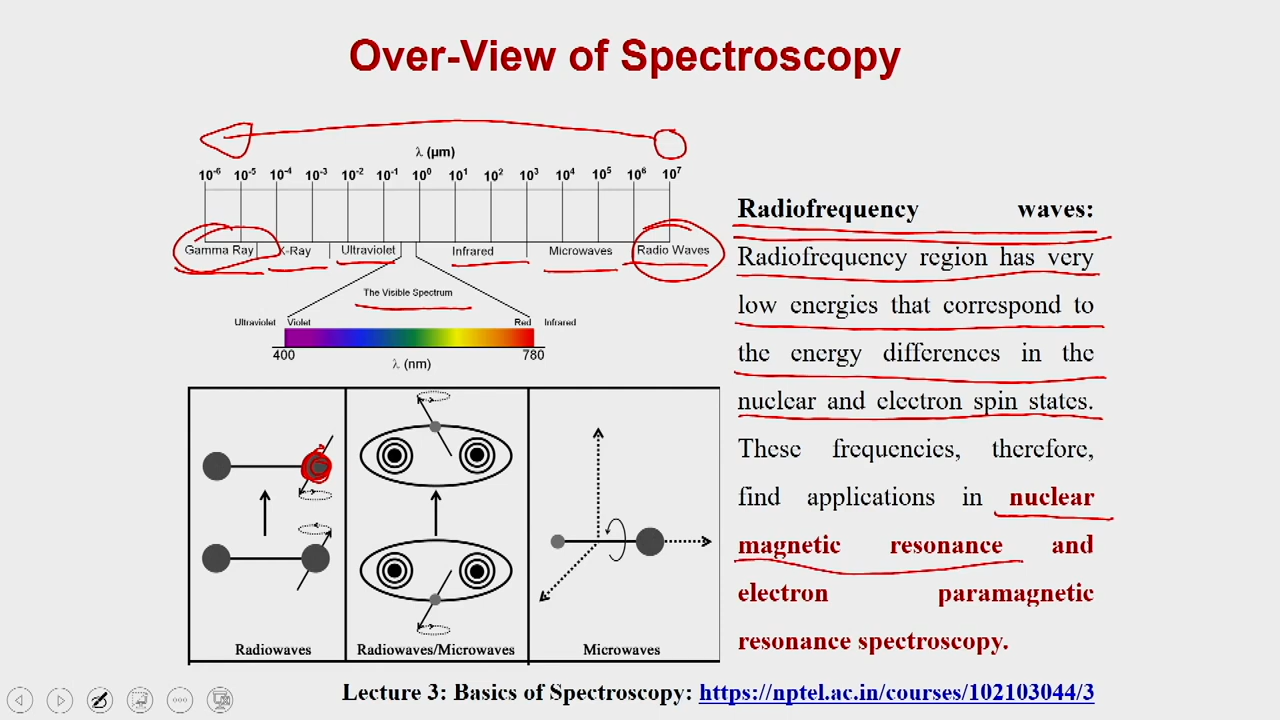 Over-View of Spectroscopy
λ (µm)
10-6 10-5 10-4 10-3 10-2 10-1 100 101 102 103 104 105 106 107
Gamma Ray X-Ray Ultraviolet Infrared Microwaves Radio Waves
The Visible Spectrum
Ultraviolet Violet Red Infrared
400 780
λ (nm)
Radiowaves Radiowaves/Microwaves Microwaves
Radiofrequency waves:
Radiofrequency region has very
low energies that correspond to
the energy differences in the
nuclear and electron spin states.
These frequencies, therefore,
find applications in nuclear
magnetic resonance and
electron paramagnetic
resonance spectroscopy.
Lecture 3: Basics of Spectroscopy: https://nptel.ac.in/courses/102103044/3